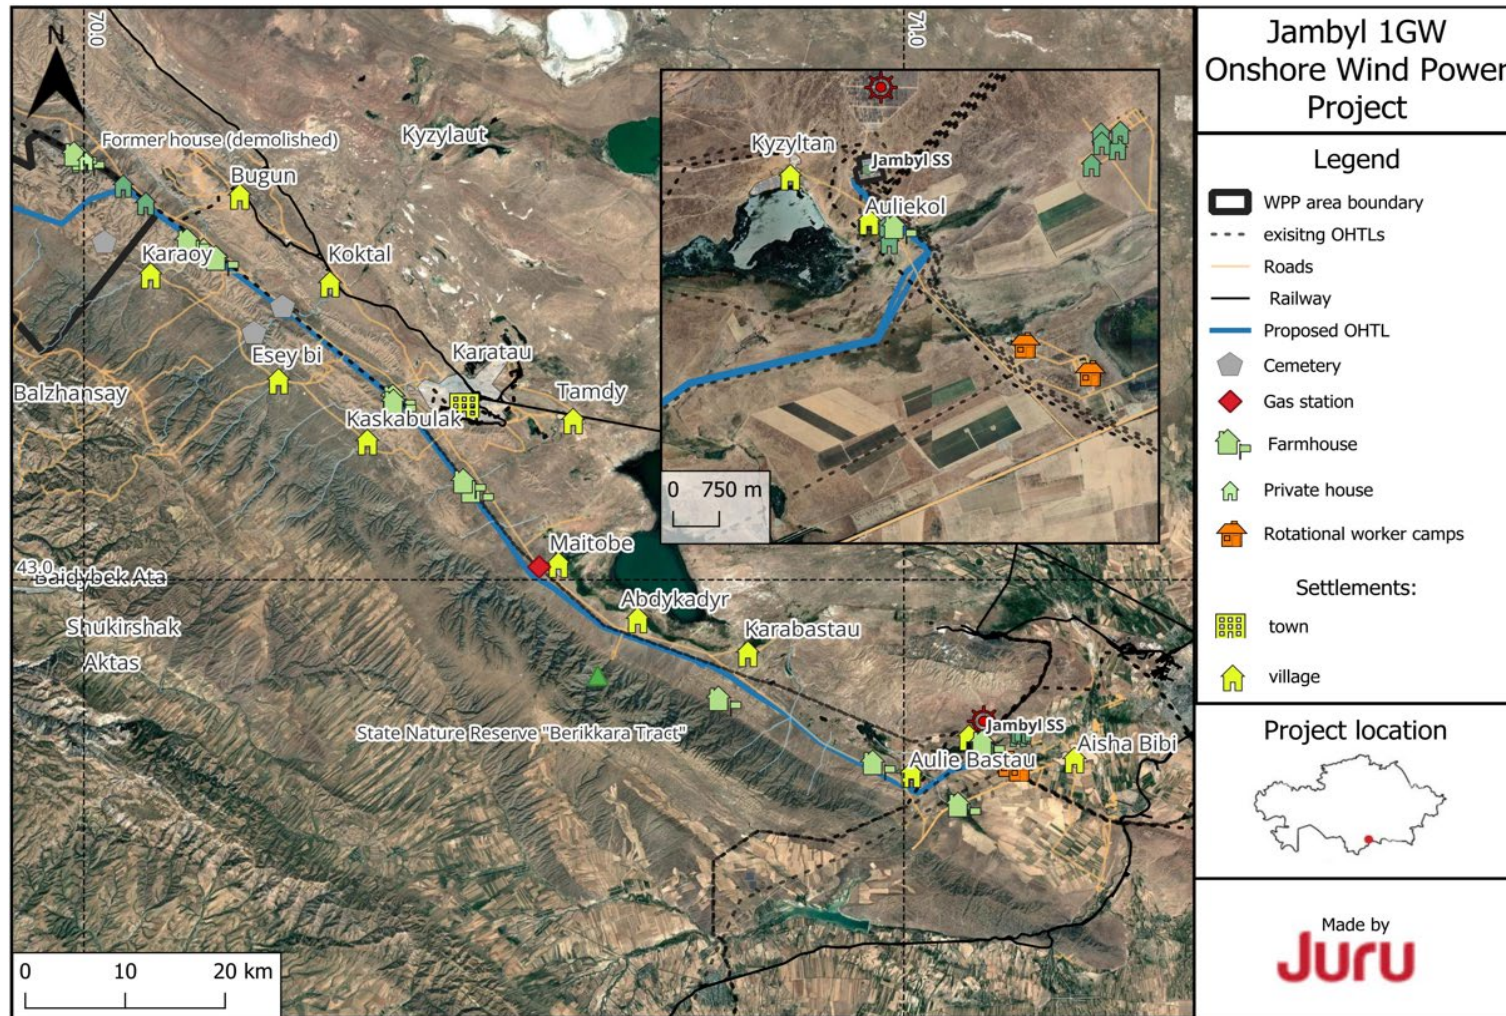 N
70.0
71.0
Former house (demolished)
Kyzylaut
Bugun
Karaoy
Koktal
Esey bi
Karatau
Balzhansay
Tamdy
Kaskabulak
Maitobe
43.0
Baidybek Ata
Abdykadyr
Shukirshak
Karabastau
Aktas
State Nature Reserve "Berikkara Tract"
Jambyl SS
Aisha Bibi
Aulie Bastau
0 10 20 km
Kyzyltan
Jambyl SS
Auliekol
0 750 m
Jambyl 1GW
Onshore Wind Power
Project
Legend
WPP area boundary
exisitng OHTLs
Roads
Railway
Proposed OHTL
Cemetery
Gas station
Farmhouse
Private house
Rotational worker camps
Settlements:
town
village
Project location
Made by
Juru